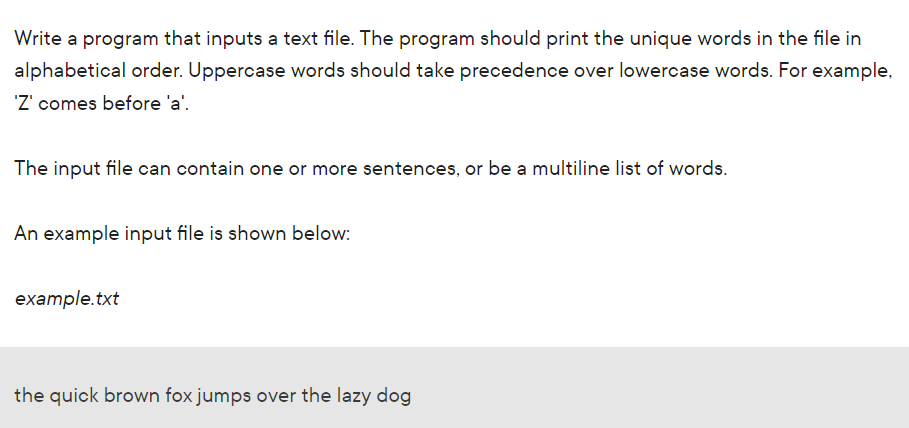 Write a program that inputs a text file. The program should print the unique words in the file in
alphabetical order. Uppercase words should take precedence over lowercase words. For example,
'Z' comes before 'a'.
The input file can contain one or more sentences, or be a multiline list of words.
An example input file is shown below:
example.txt
the quick brown fox jumps over the lazy dog